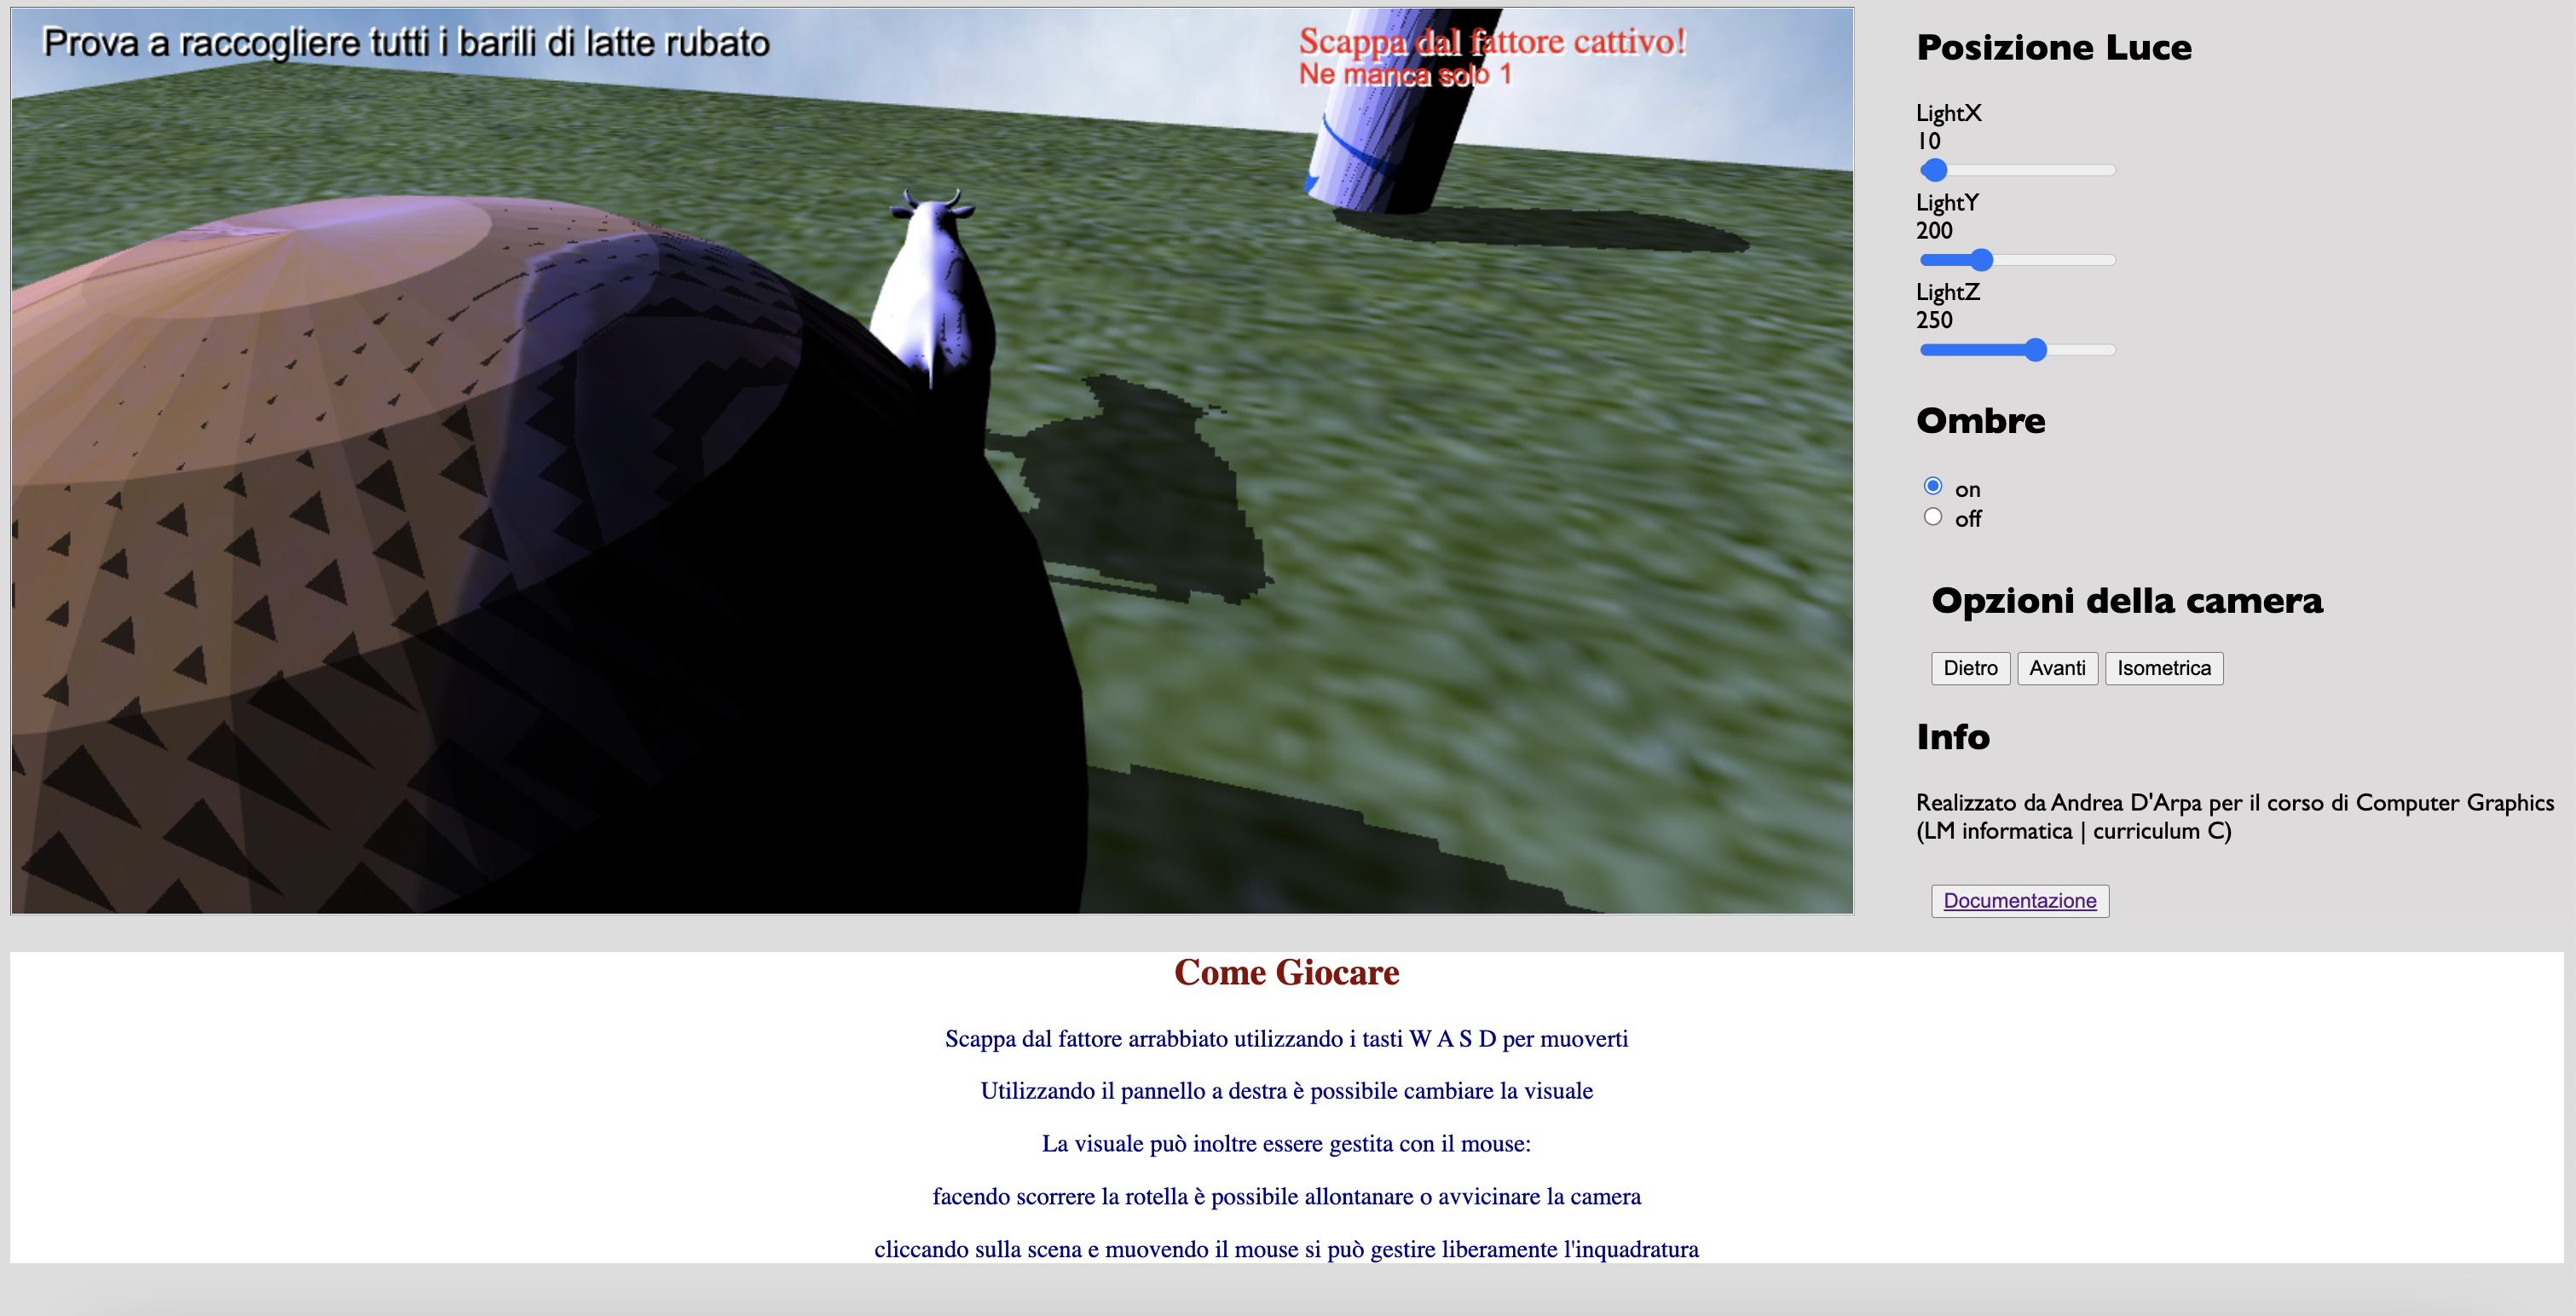 Prova a raccogliere tutti i barili di latte rubato
Scappa dal fattore cattivo!
Ne manca solo 1
Posizione Luce
LightX
10
LightY
200
LightZ
250
Ombre
on
off
Opzioni della camera
Dietro Avanti Isometrica
Info
Realizzato da Andrea D'Arpa per il corso di Computer Graphics
(LM informatica | curriculum C)
Documentazione
Come Giocare
Scappa dal fattore arrabbiato utilizzando i tasti W A S D per muoverti
Utilizzando il pannello a destra è possibile cambiare la visuale
La visuale può inoltre essere gestita con il mouse:
facendo scorrere la rotella è possibile allontanare o avvicinare la camera
cliccando sulla scena e muovendo il mouse si può gestire liberamente l'inquadratura